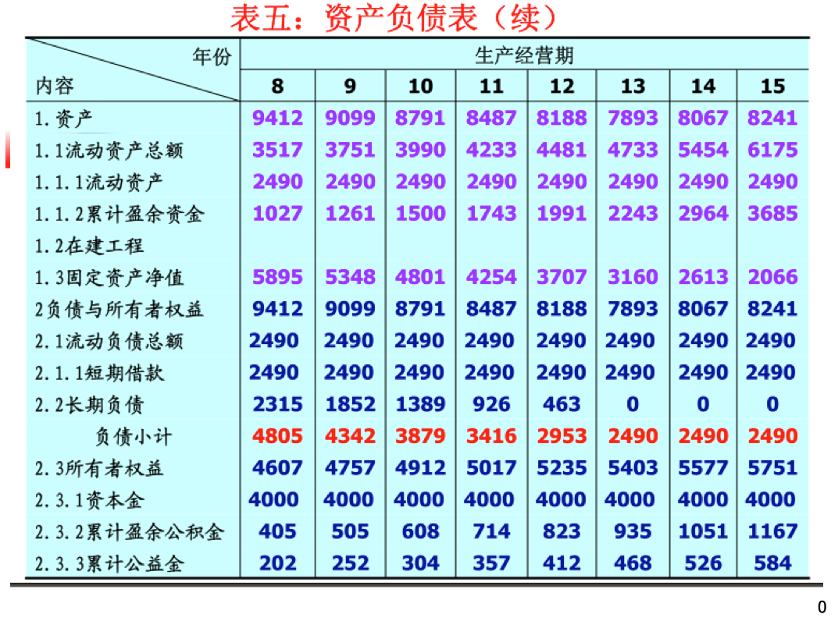 表五：资产负债表（续）
年份 生产经营期
内容 8 9 10 11 12 13 14 15
1.资产 9412 9099 8791 8487 8188 7893 8067 8241
1.1流动资产总额 3517 3751 3990 4233 4481 4733 5454 6175
1.1.1流动资产 2490 2490 2490 2490 2490 2490 2490 2490
1.1.2累计盈余资金 1027 1261 1500 1743 1991 2243 2964 3685
1.2在建工程
1.3固定资产净值 5895 5348 4801 4254 3707 3160 2613 2066
2负债与所有者权益 9412 9099 8791 8487 8188 7893 8067 8241
2.1流动负债总额 2490 2490 2490 2490 2490 2490 2490 2490
2.1.1短期借款 2490 2490 2490 2490 2490 2490 2490 2490
2.2长期负债 2315 1852 1389 926 463 0 0 0
负债小计 4805 4342 3879 3416 2953 2490 2490 2490
2.3所有者权益 4607 4757 4912 5017 5235 5403 5577 5751
2.3.1资本金 4000 4000 4000 4000 4000 4000 4000 4000
2.3.2累计盈余公积金 405 505 608 714 823 935 1051 1167
2.3.3累计公益金 202 252 304 357 412 468 526 584
0